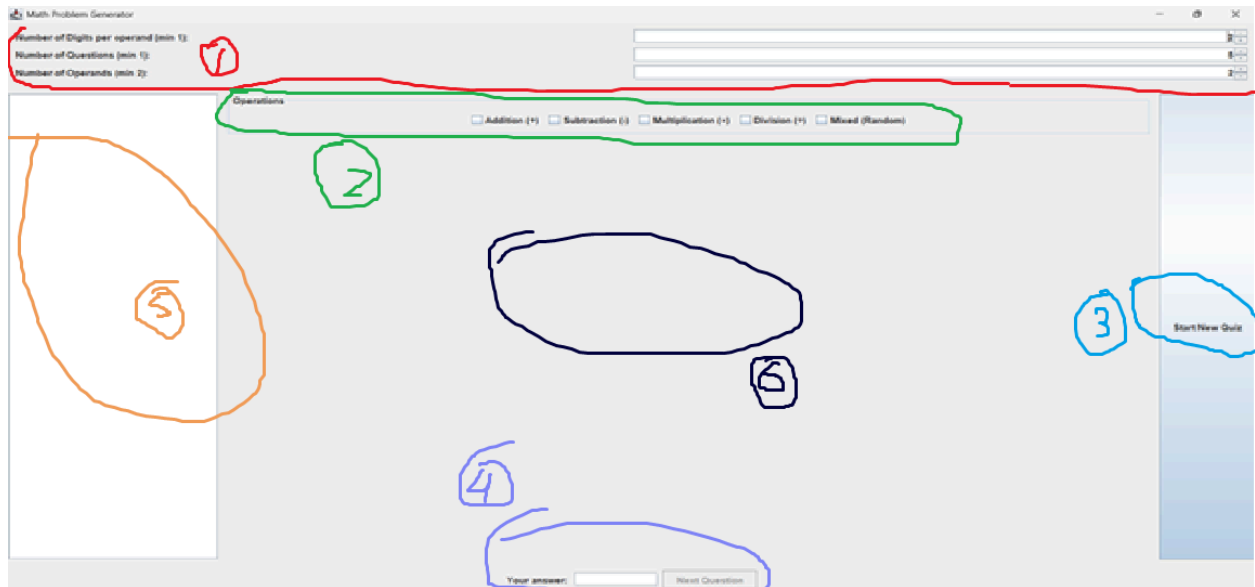 Math Problem Generator
Number of Digits per operand (min 1):
1
Number of Questions (min 1):
5
Number of Operands (min 2):
2
Operations
Addition (+) Subtraction (-) Multiplication (×) Division (÷) Mixed (Random)
2
5
3
Start New Quiz
6
4
Your answer:
Next Question